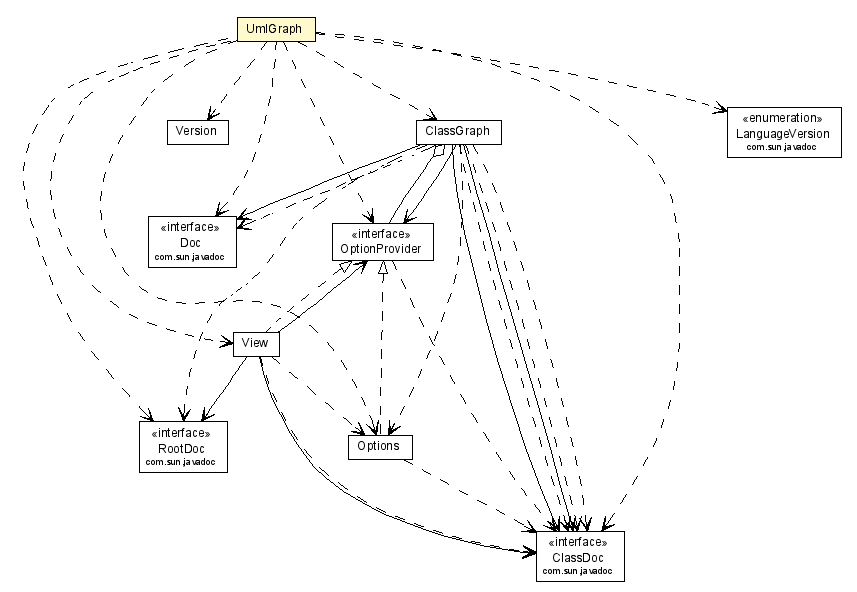 UmlGraph
Version
ClassGraph
«enumeration»
LanguageVersion
com.sun.javadoc
«interface»
Doc
com.sun.javadoc
«interface»
OptionProvider
View
«interface»
RootDoc
com.sun.javadoc
Options
«interface»
ClassDoc
com.sun.javadoc